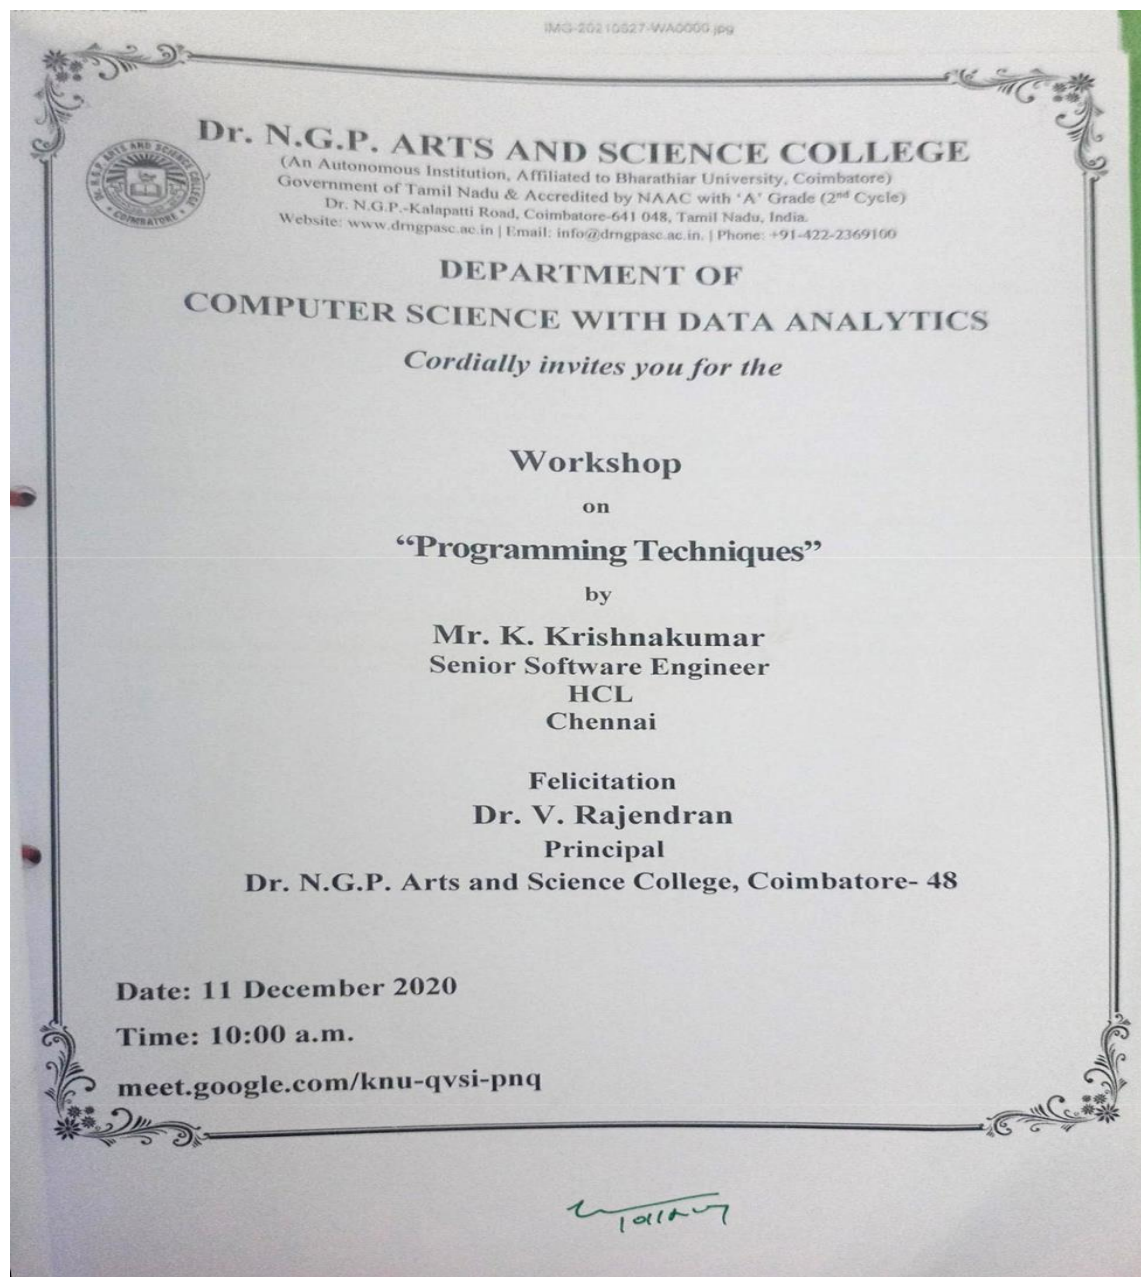 IMG-20210827-WA0000.jpg
Dr. N.G.P. ARTS AND SCIENCE COLLEGE
(An Autonomous Institution, Affiliated to Bharathiar University, Coimbatore)
Government of Tamil Nadu & Accredited by NAAC with 'A' Grade (2nd Cycle)
Dr. N.G.P.-Kalapatti Road, Coimbatore-641 048, Tamil Nadu, India.
Website: www.drngpasc.ac.in | Email: info@drngpasc.ac.in. | Phone: +91-422-2369100
DEPARTMENT OF
COMPUTER SCIENCE WITH DATA ANALYTICS
Cordially invites you for the
Workshop
on
“Programming Techniques”
by
Mr. K. Krishnakumar
Senior Software Engineer
HCL
Chennai
Felicitation
Dr. V. Rajendran
Principal
Dr. N.G.P. Arts and Science College, Coimbatore- 48
Date: 11 December 2020
Time: 10:00 a.m.
meet.google.com/knu-qvsi-pnq